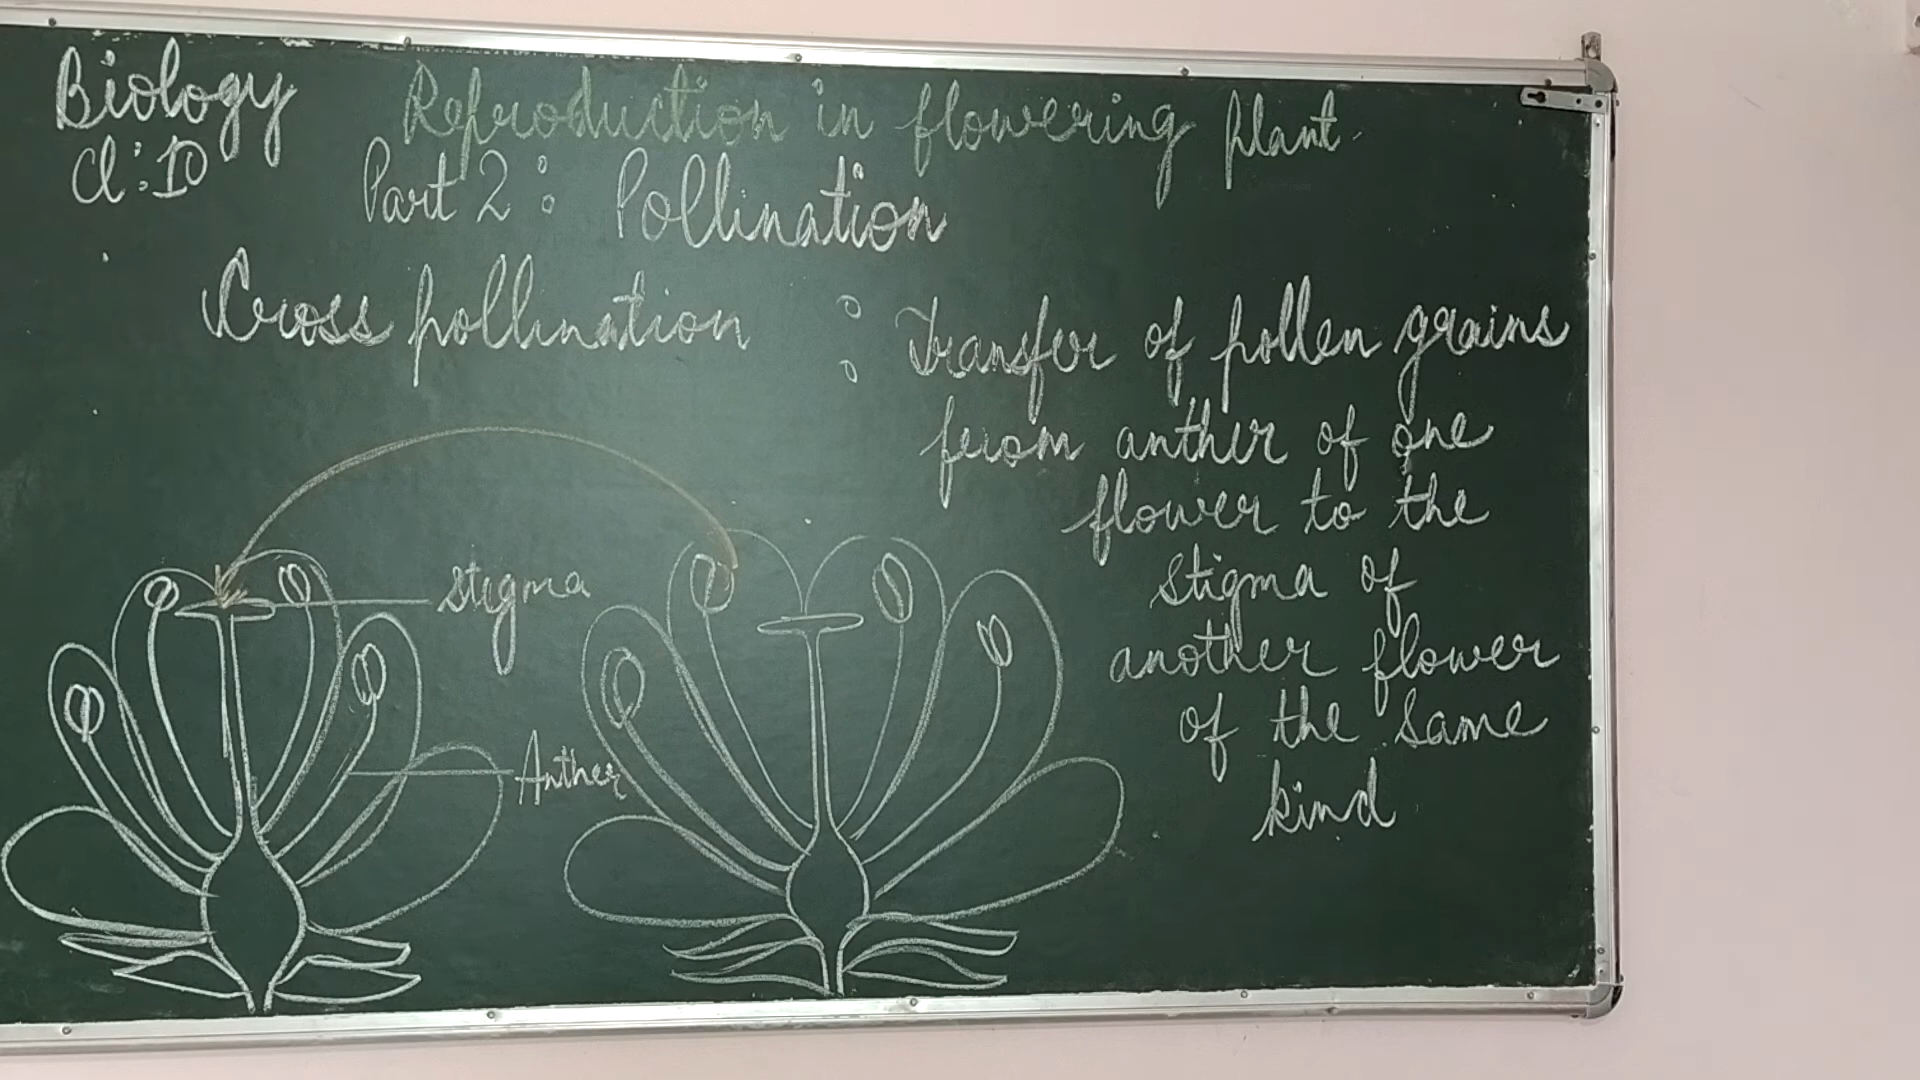 Biology Reproduction in flowering plant.
Cl: 10
Part 2: Pollination
Cross pollination : Transfer of pollen grains
from anther of one
flower to the
stigma of
another flower
of the same
kind
stigma
Anther